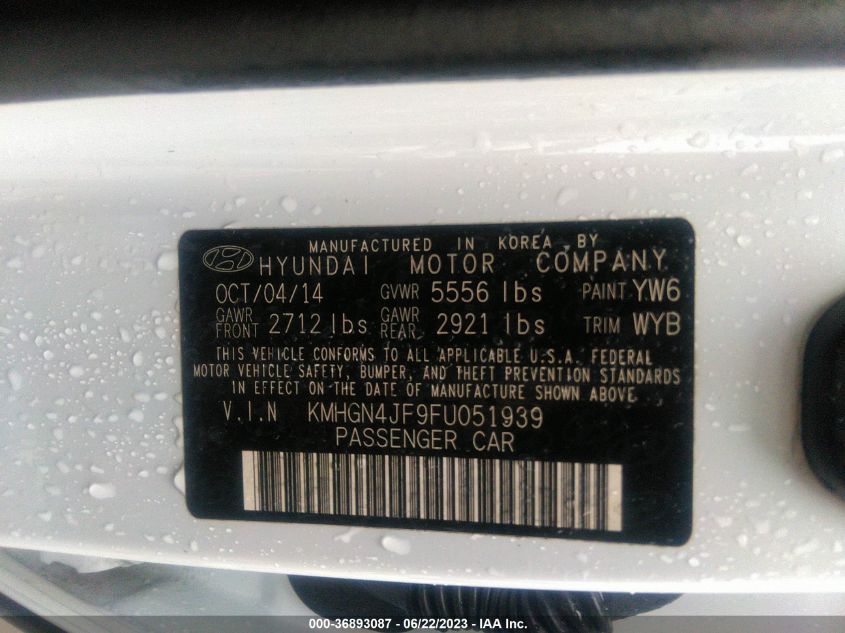 MANUFACTURED IN KOREA BY
HYUNDAI MOTOR COMPANY
OCT/04/14 GVWR 5556 lbs PAINT YW6
GAWR FRONT 2712 lbs GAWR REAR 2921 lbs TRIM WYB
THIS VEHICLE CONFORMS TO ALL APPLICABLE U.S.A. FEDERAL
MOTOR VEHICLE SAFETY, BUMPER, AND THEFT PREVENTION STANDARDS
IN EFFECT ON THE DATE OF MANUFACTURE SHOWN ABOVE.
V.I.N KMHGN4JF9FU051939
PASSENGER CAR
000-36893087 - 06/22/2023 - IAA Inc.